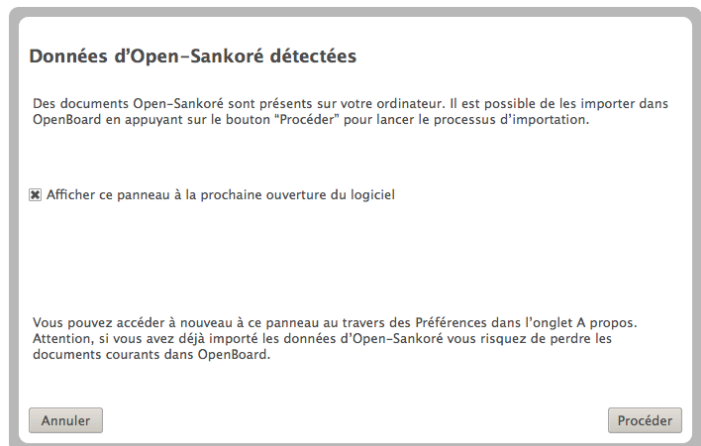 Données d'Open-Sankoré détectées
Des documents Open-Sankoré sont présents sur votre ordinateur. Il est possible de les importer dans
OpenBoard en appuyant sur le bouton “Procéder” pour lancer le processus d'importation.
Afficher ce panneau à la prochaine ouverture du logiciel
Vous pouvez accéder à nouveau à ce panneau au travers des Préférences dans l'onglet A propos.
Attention, si vous avez déjà importé les données d'Open-Sankoré vous risquez de perdre les
documents courants dans OpenBoard.
Annuler
Procéder